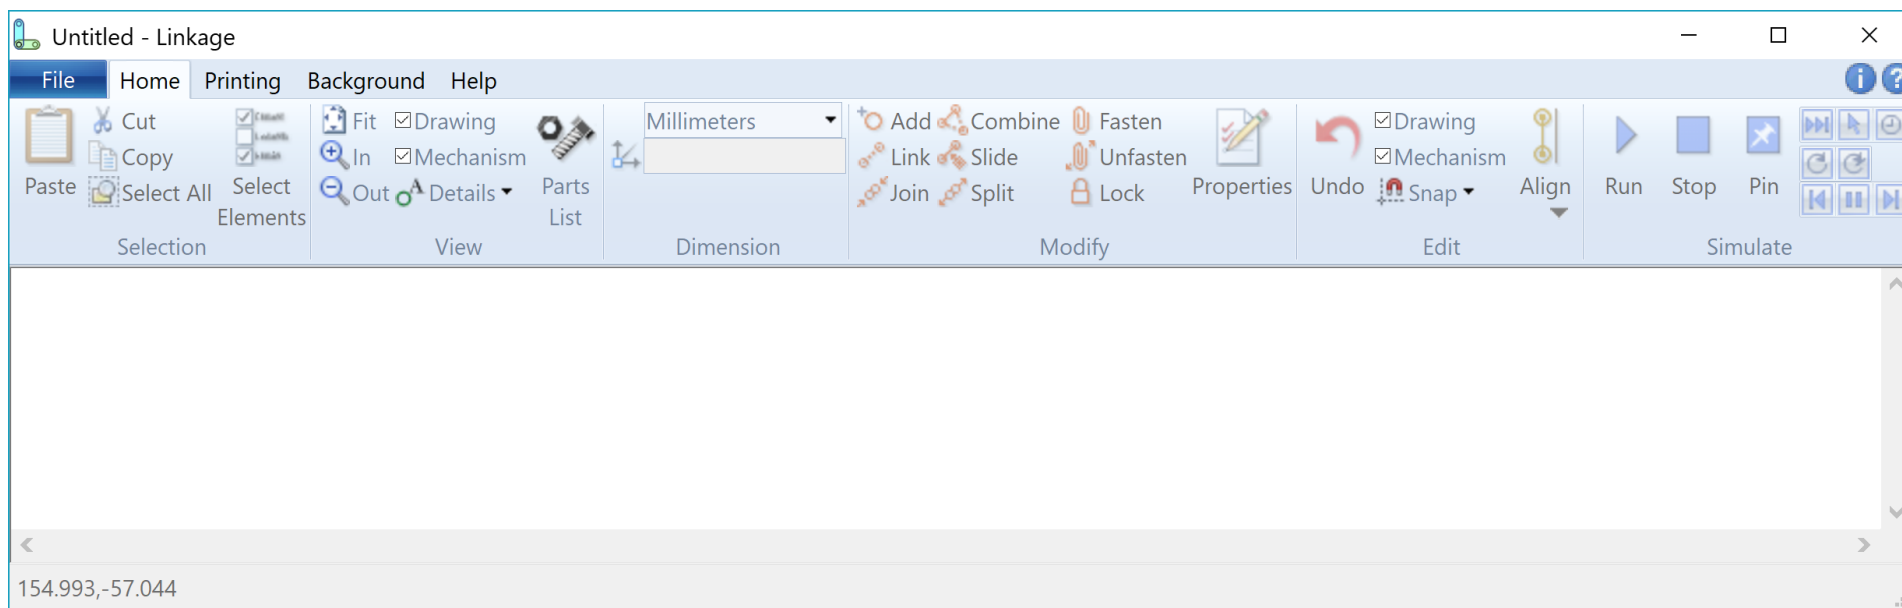 Untitled - Linkage
File Home Printing Background Help
Cut Fit Drawing Millimeters Add Combine Fasten Drawing
Copy In Mechanism Link Slide Unfasten Mechanism
Paste Select All Select Elements Out Details Parts List Join Split Lock Properties Undo Snap Align Run Stop Pin
Selection View Dimension Modify Edit Simulate
154.993,-57.044